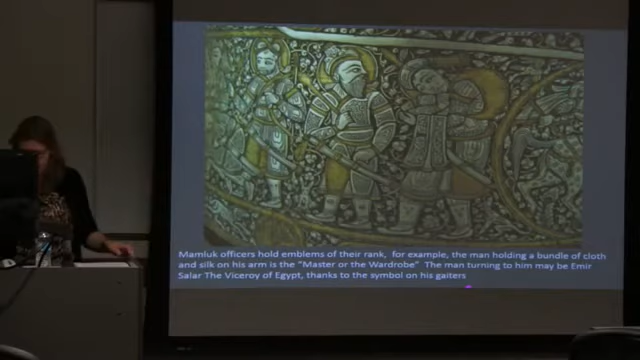 Mamluk officers hold emblems of their rank, for example, the man holding a bundle of cloth
and silk on his arm is the "Master or the Wardrobe" The man turning to him may be Emir
Salar The Viceroy of Egypt, thanks to the symbol on his gaiters